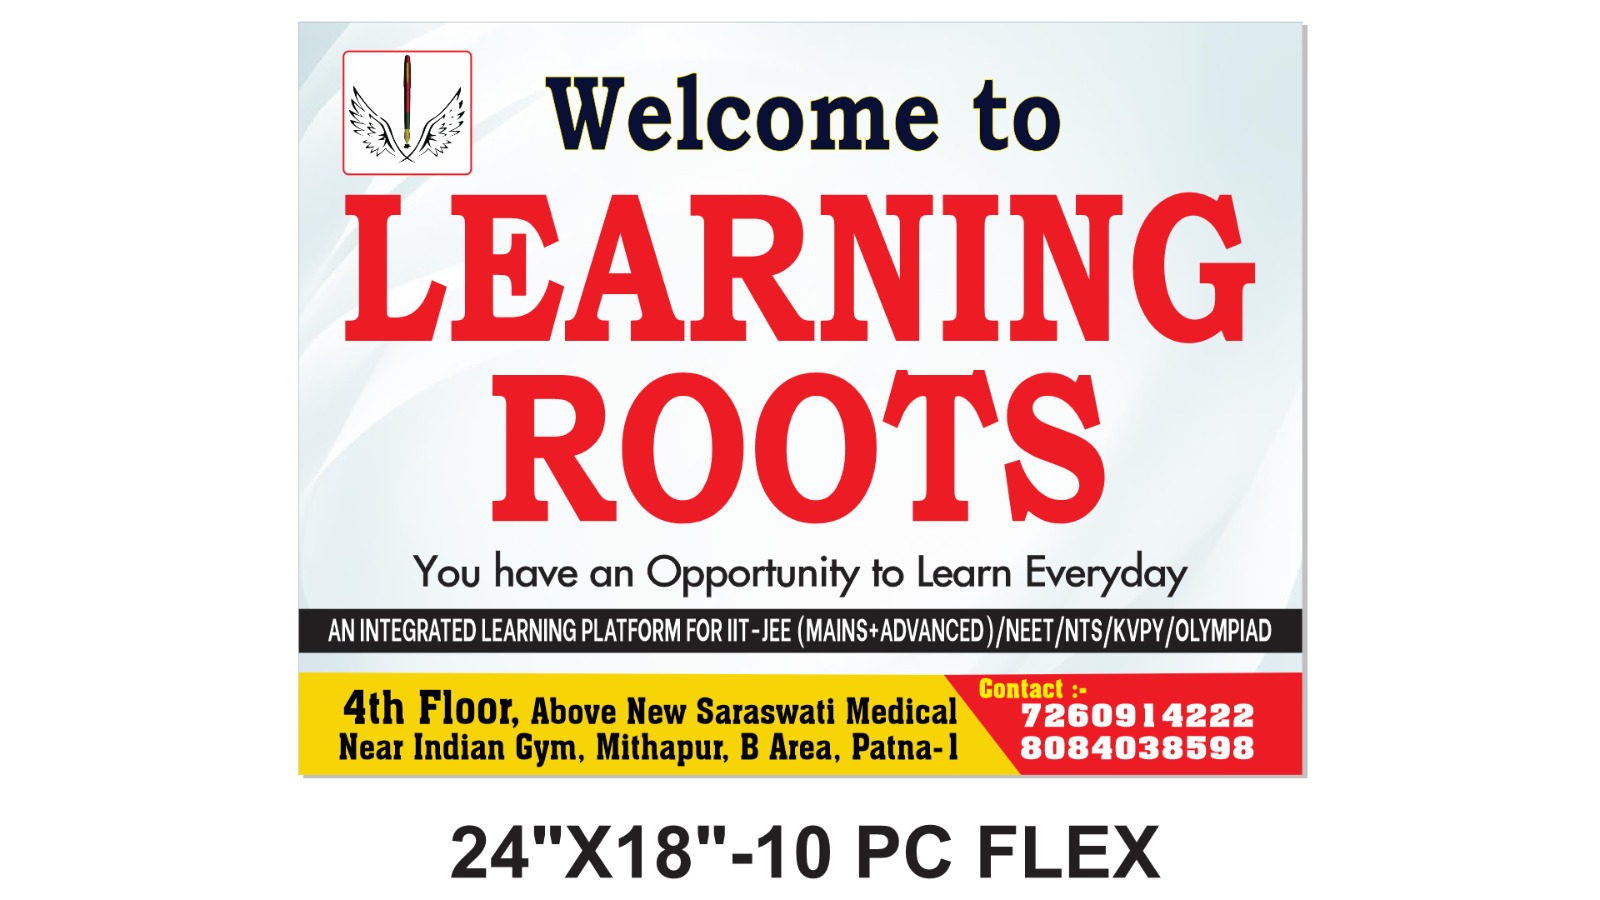 Welcome to
LEARNING
ROOTS
You have an Opportunity to Learn Everyday
AN INTEGRATED LEARNING PLATFORM FOR IIT-JEE (MAINS+ADVANCED)/NEET/NTS/KVPY/OLYMPIAD
4th Floor, Above New Saraswati Medical
Near Indian Gym, Mithapur, B Area, Patna-1
Contact :-
7260914222
8084038598
24"X18"-10 PC FLEX